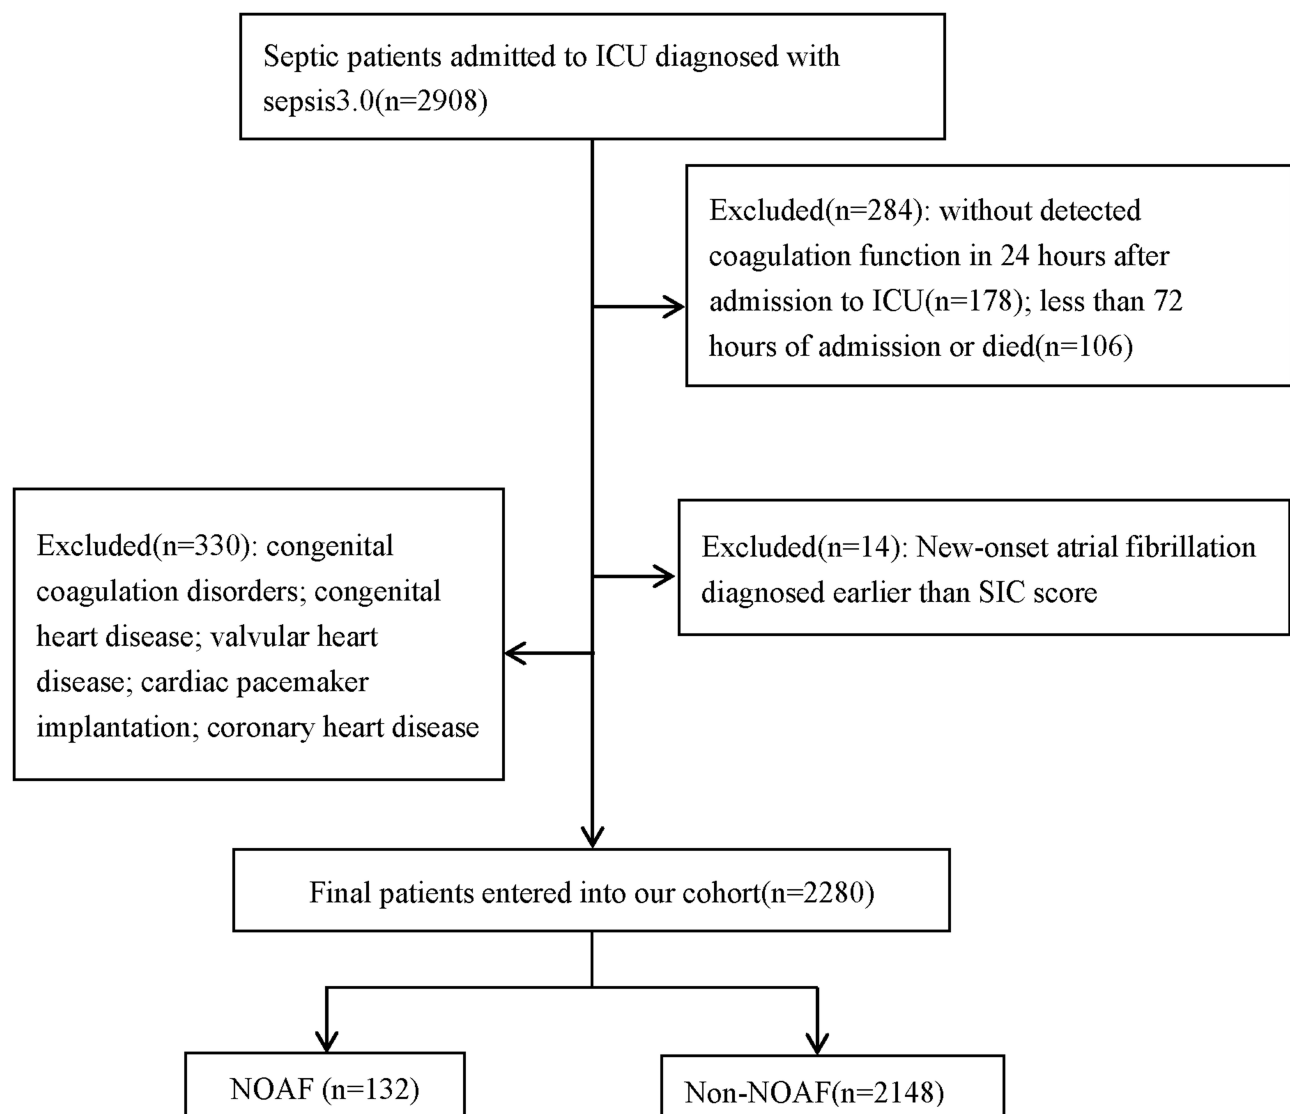 Septic patients admitted to ICU diagnosed with
sepsis3.0(n=2908)
Excluded(n=284): without detected
coagulation function in 24 hours after
admission to ICU(n=178); less than 72
hours of admission or died(n=106)
Excluded(n=14): New-onset atrial fibrillation
diagnosed earlier than SIC score
Excluded(n=330): congenital
coagulation disorders; congenital
heart disease; valvular heart
disease; cardiac pacemaker
implantation; coronary heart disease
Final patients entered into our cohort(n=2280)
NOAF (n=132)
Non-NOAF(n=2148)